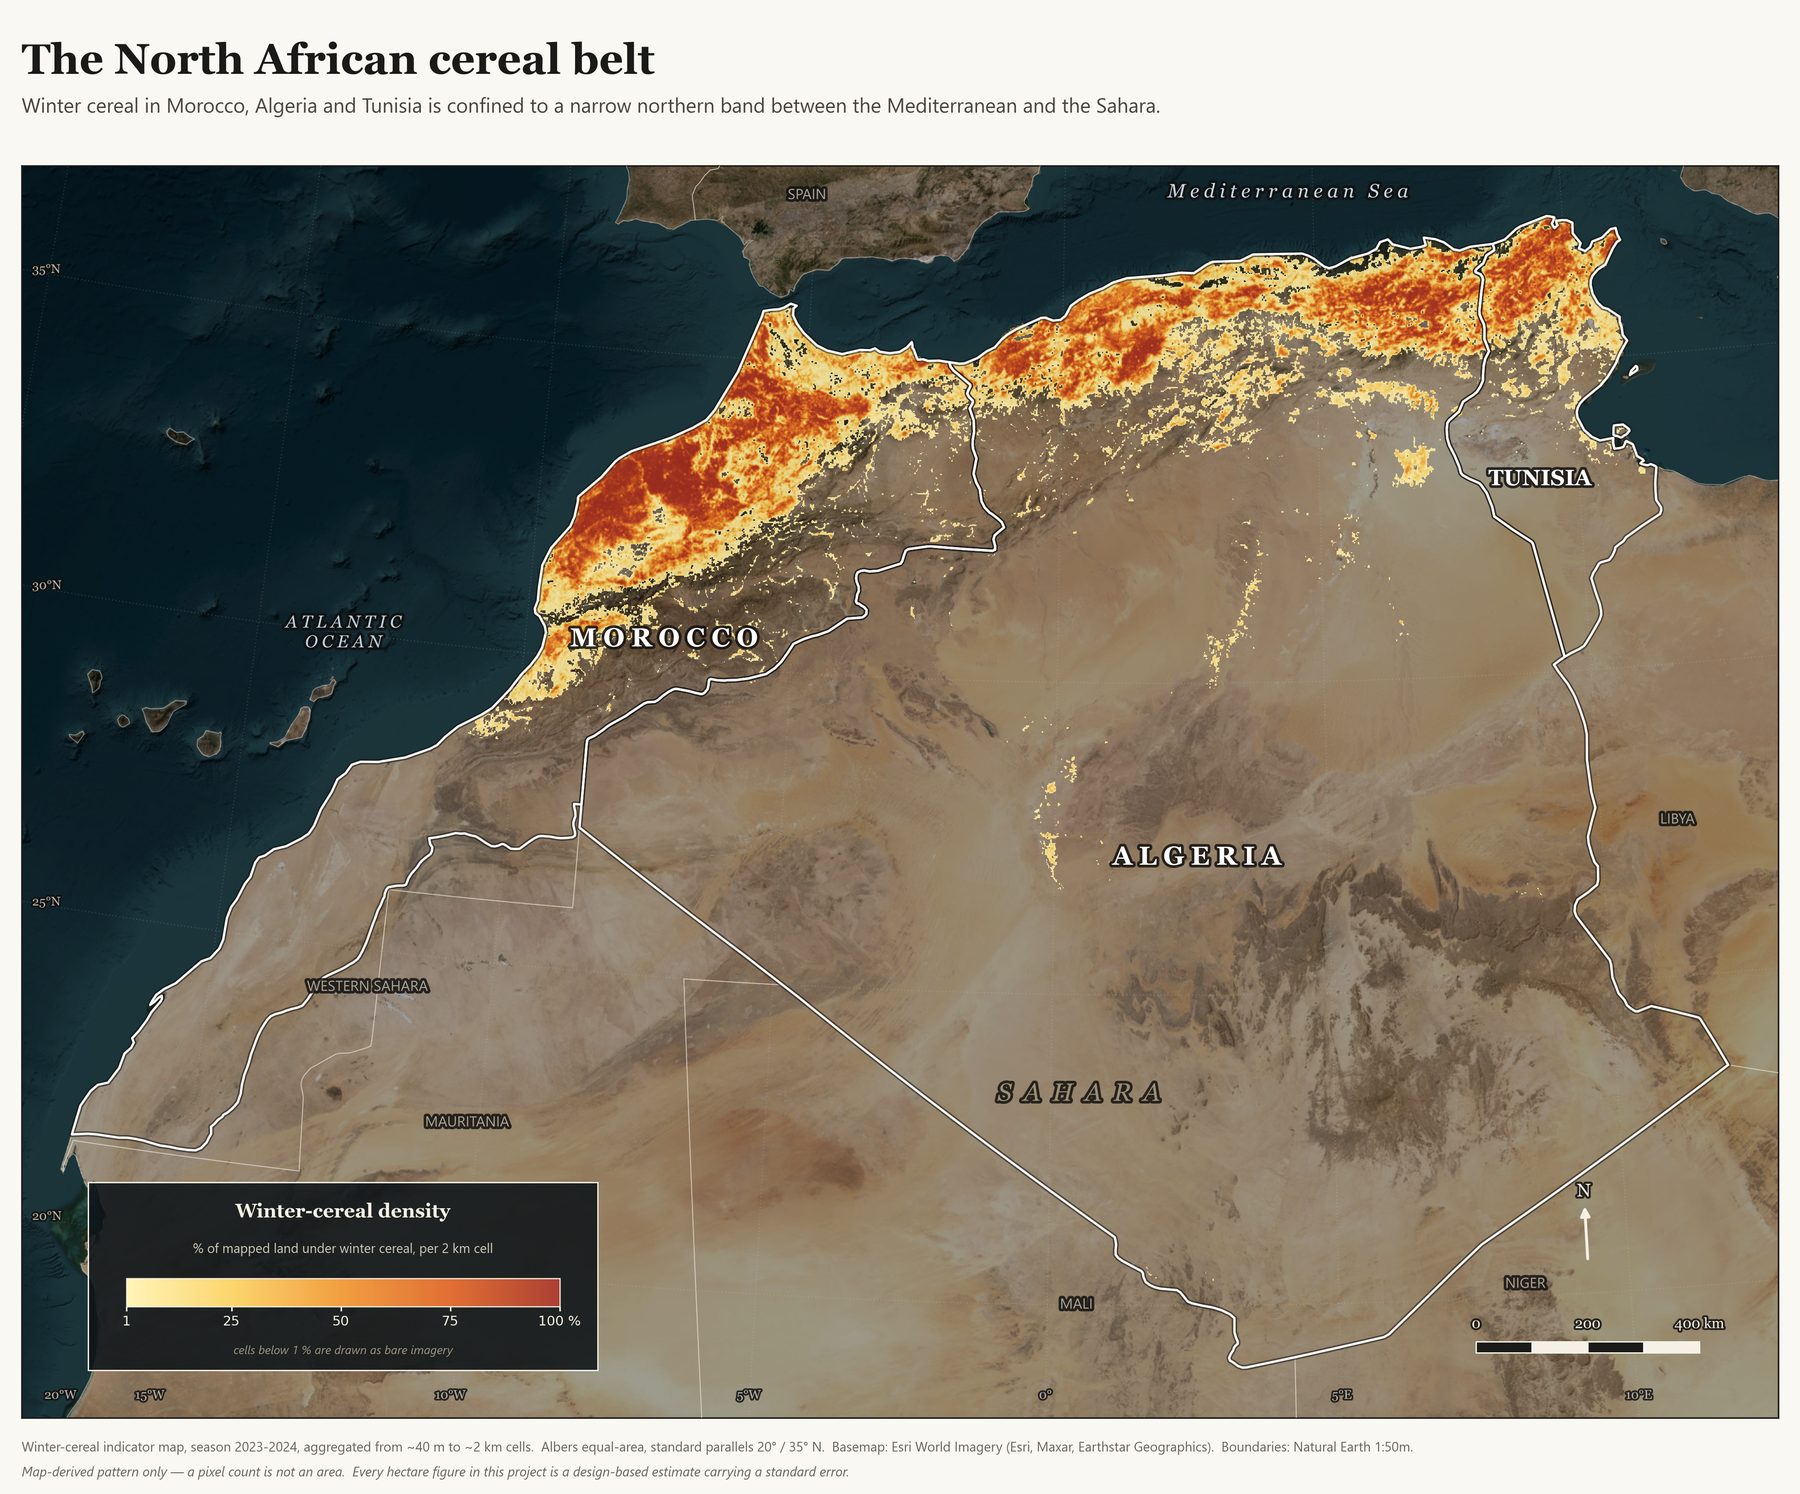 The North African cereal belt
Winter cereal in Morocco, Algeria and Tunisia is confined to a narrow northern band between the Mediterranean and the Sahara.
SPAIN
Mediterranean Sea
35°N
TUNISIA
30°N
ATLANTIC
OCEAN
MOROCCO
LIBYA
ALGERIA
25°N
WESTERN SAHARA
SAHARA
MAURITANIA
N
20°N
Winter-cereal density
% of mapped land under winter cereal, per 2 km cell
1 25 50 75 100 %
cells below 1 % are drawn as bare imagery
NIGER
MALI
0 200 400 km
20°W 15°W 10°W 5°W 0° 5°E 10°E
Winter-cereal indicator map, season 2023-2024, aggregated from ~40 m to ~2 km cells. Albers equal-area, standard parallels 20° / 35° N. Basemap: Esri World Imagery (Esri, Maxar, Earthstar Geographics). Boundaries: Natural Earth 1:50m.
Map-derived pattern only — a pixel count is not an area. Every hectare figure in this project is a design-based estimate carrying a standard error.